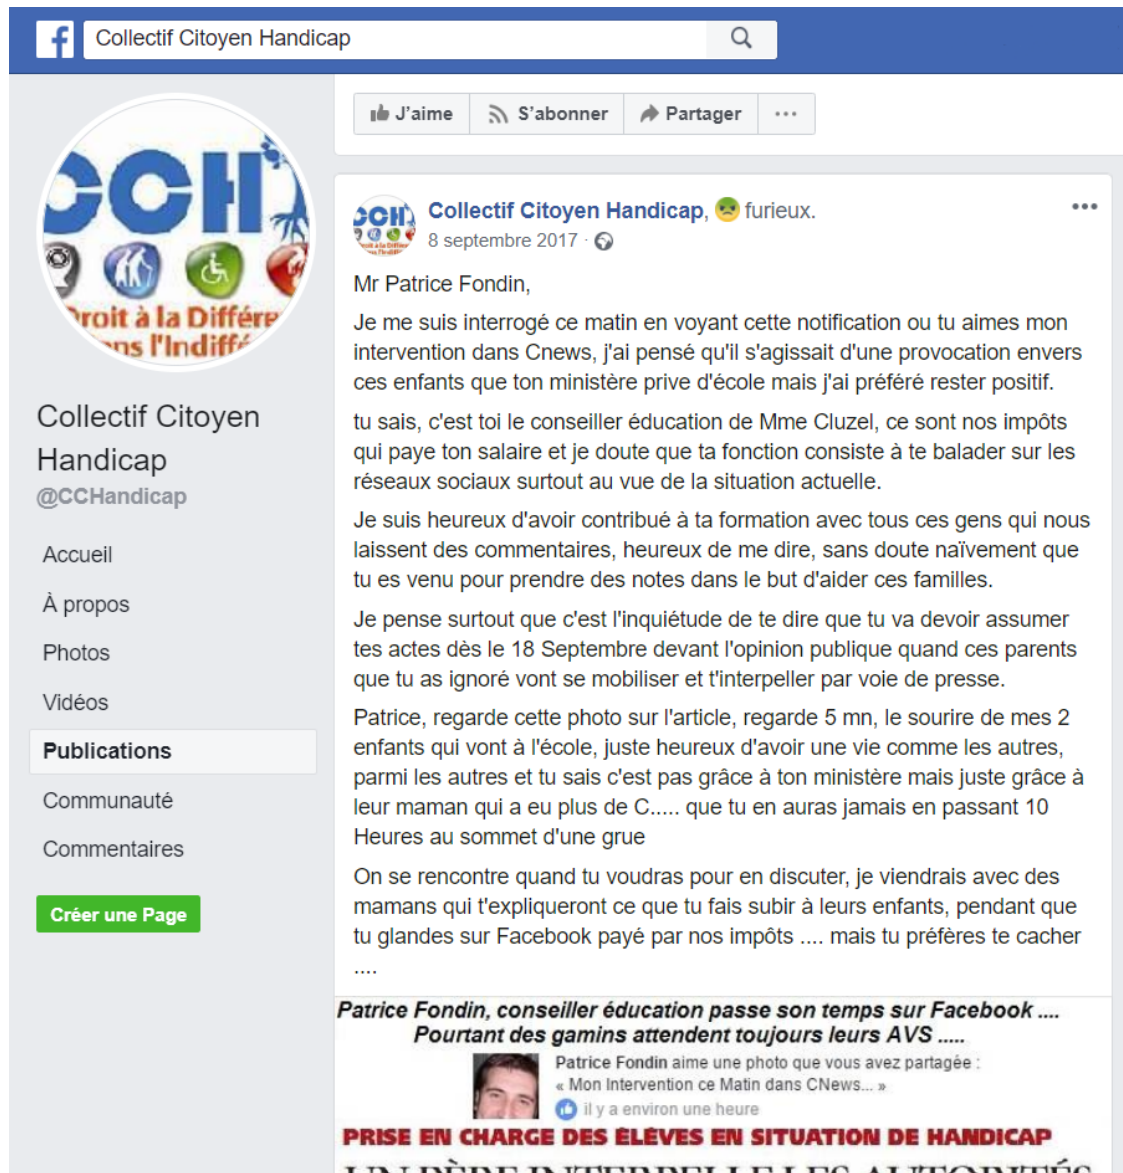 Collectif Citoyen Handicap
J'aime
S'abonner
Partager
CCH
Droit à la Différe
ns l'Indiffé
Collectif Citoyen
Handicap
@CCHandicap
Accueil
À propos
Photos
Vidéos
Publications
Communauté
Commentaires
Créer une Page
CCH
Collectif Citoyen Handicap, furieux.
8 septembre 2017 ·
Mr Patrice Fondin,
Je me suis interrogé ce matin en voyant cette notification ou tu aimes mon
intervention dans Cnews, j'ai pensé qu'il s'agissait d'une provocation envers
ces enfants que ton ministère prive d'école mais j'ai préféré rester positif.
tu sais, c'est toi le conseiller éducation de Mme Cluzel, ce sont nos impôts
qui paye ton salaire et je doute que ta fonction consiste à te balader sur les
réseaux sociaux surtout au vue de la situation actuelle.
Je suis heureux d'avoir contribué à ta formation avec tous ces gens qui nous
laissent des commentaires, heureux de me dire, sans doute naïvement que
tu es venu pour prendre des notes dans le but d'aider ces familles.
Je pense surtout que c'est l'inquiétude de te dire que tu va devoir assumer
tes actes dès le 18 Septembre devant l'opinion publique quand ces parents
que tu as ignoré vont se mobiliser et t'interpeller par voie de presse.
Patrice, regarde cette photo sur l'article, regarde 5 mn, le sourire de mes 2
enfants qui vont à l'école, juste heureux d'avoir une vie comme les autres,
parmi les autres et tu sais c'est pas grâce à ton ministère mais juste grâce à
leur maman qui a eu plus de C..... que tu en auras jamais en passant 10
Heures au sommet d'une grue
On se rencontre quand tu voudras pour en discuter, je viendrais avec des
mamans qui t'expliqueront ce que tu fais subir à leurs enfants, pendant que
tu glandes sur Facebook payé par nos impôts .... mais tu préfères te cacher
....
Patrice Fondin, conseiller éducation passe son temps sur Facebook ....
Pourtant des gamins attendent toujours leurs AVS .....
Patrice Fondin aime une photo que vous avez partagée :
« Mon Intervention ce Matin dans CNews... »
il y a environ une heure
PRISE EN CHARGE DES ÉLÈVES EN SITUATION DE HANDICAP
UN PÈRE INTERPELLE LES AUTORITÉS